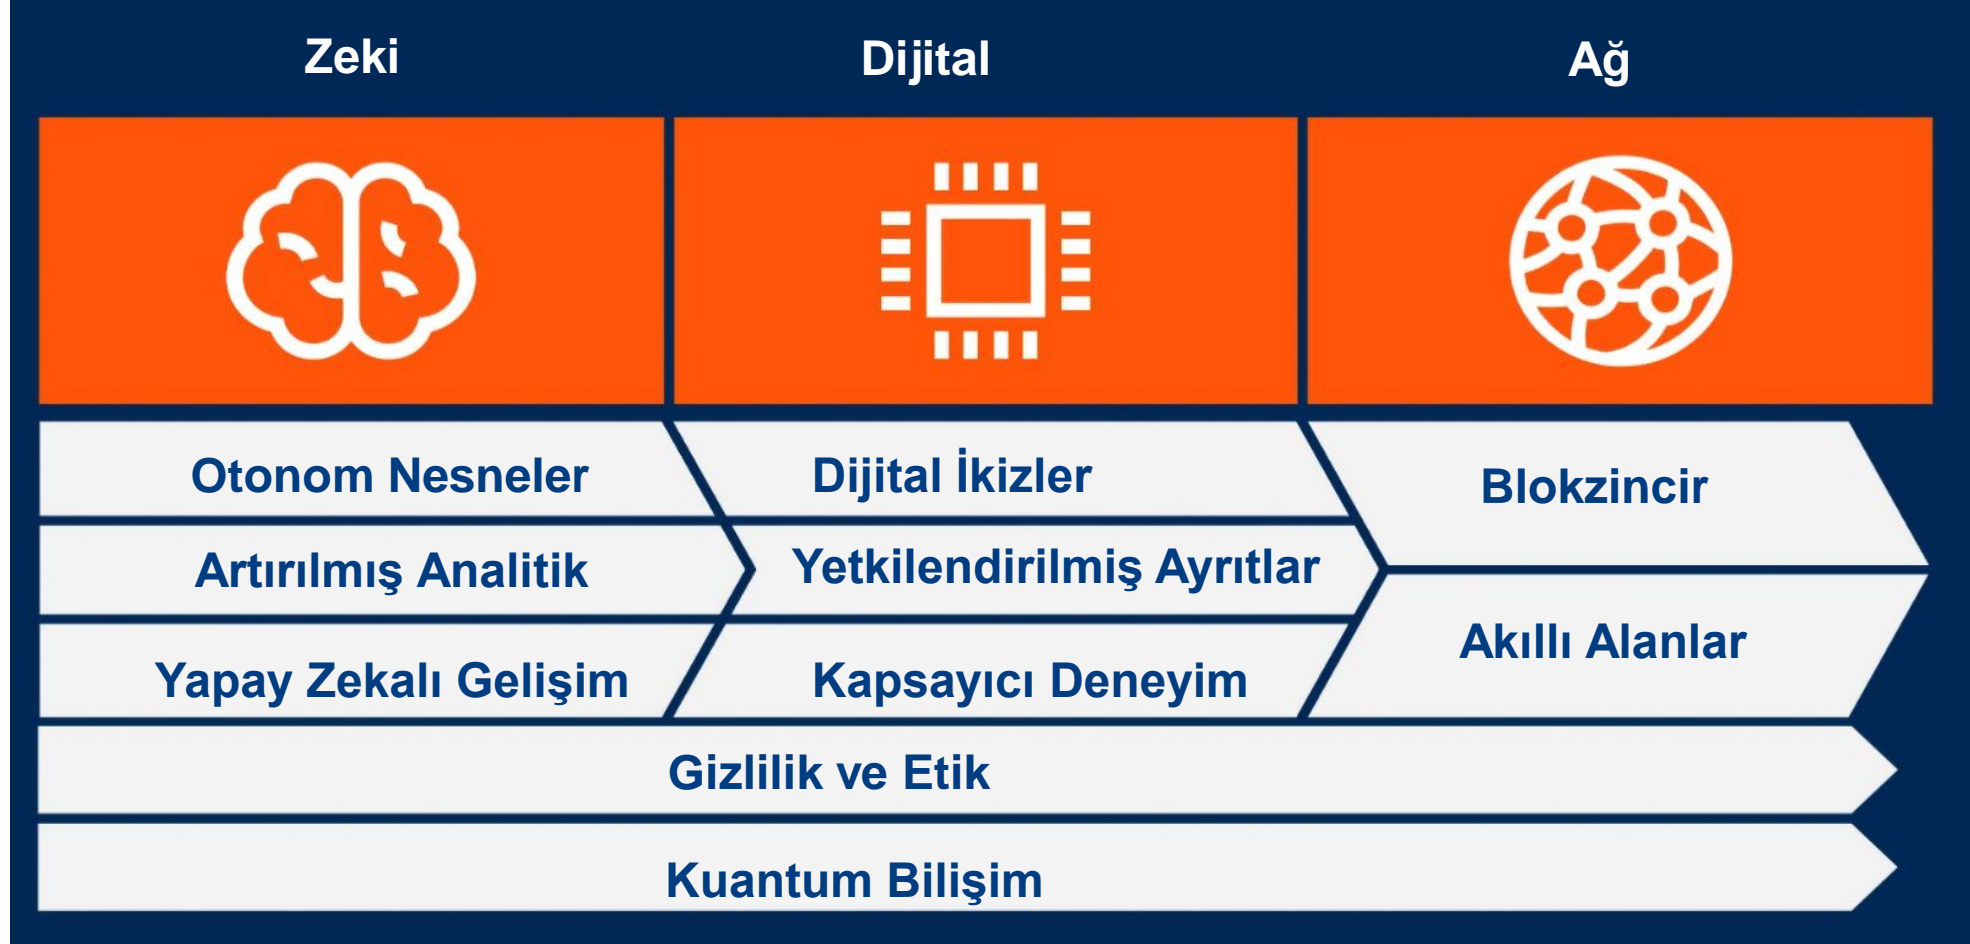 Zeki
Dijital
Ağ
Otonom Nesneler
Dijital İkizler
Blokzincir
Artırılmış Analitik
Yetkilendirilmiş Ayrıtlar
Akıllı Alanlar
Yapay Zekalı Gelişim
Kapsayıcı Deneyim
Gizlilik ve Etik
Kuantum Bilişim